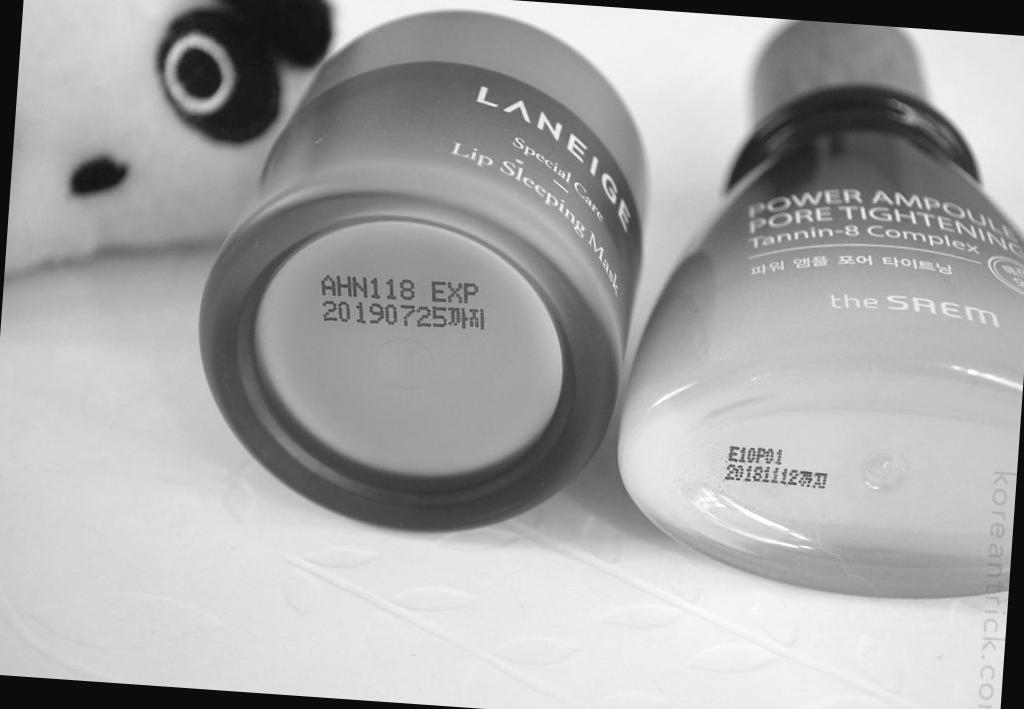 LANEIGE
Special Care
Lip Sleeping Mask
AHN118 EXP
20190725까지
POWER AMPOULE
PORE TIGHTENING
Tannin-8 Complex
파워 앰플 포어 타이트닝
the SAEM
E10P01
20181112까지
koreantrick.com